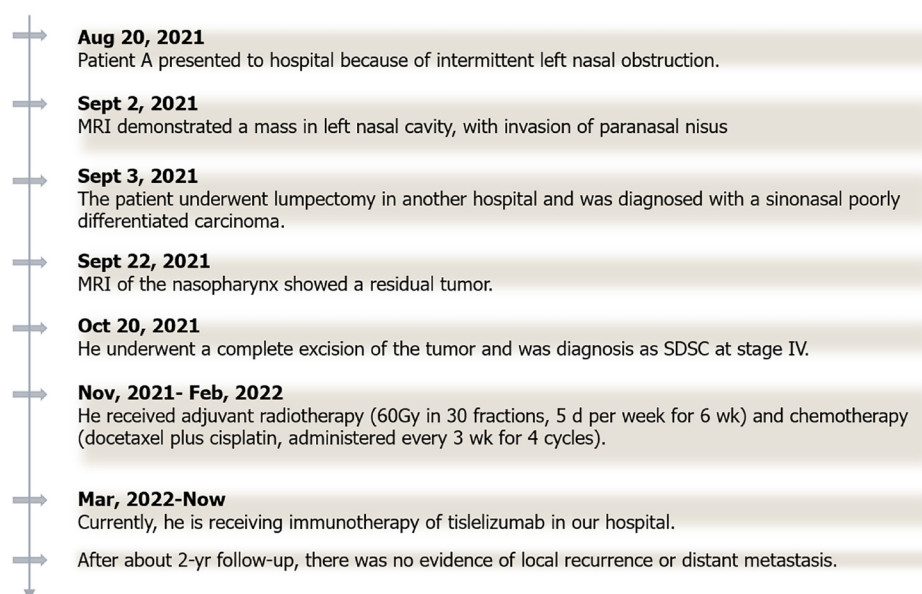 Aug 20, 2021
Patient A presented to hospital because of intermittent left nasal obstruction.
Sept 2, 2021
MRI demonstrated a mass in left nasal cavity, with invasion of paranasal nisus
Sept 3, 2021
The patient underwent lumpectomy in another hospital and was diagnosed with a sinonasal poorly
differentiated carcinoma.
Sept 22, 2021
MRI of the nasopharynx showed a residual tumor.
Oct 20, 2021
He underwent a complete excision of the tumor and was diagnosis as SDSC at stage IV.
Nov, 2021- Feb, 2022
He received adjuvant radiotherapy (60Gy in 30 fractions, 5 d per week for 6 wk) and chemotherapy
(docetaxel plus cisplatin, administered every 3 wk for 4 cycles).
Mar, 2022-Now
Currently, he is receiving immunotherapy of tislelizumab in our hospital.
After about 2-yr follow-up, there was no evidence of local recurrence or distant metastasis.